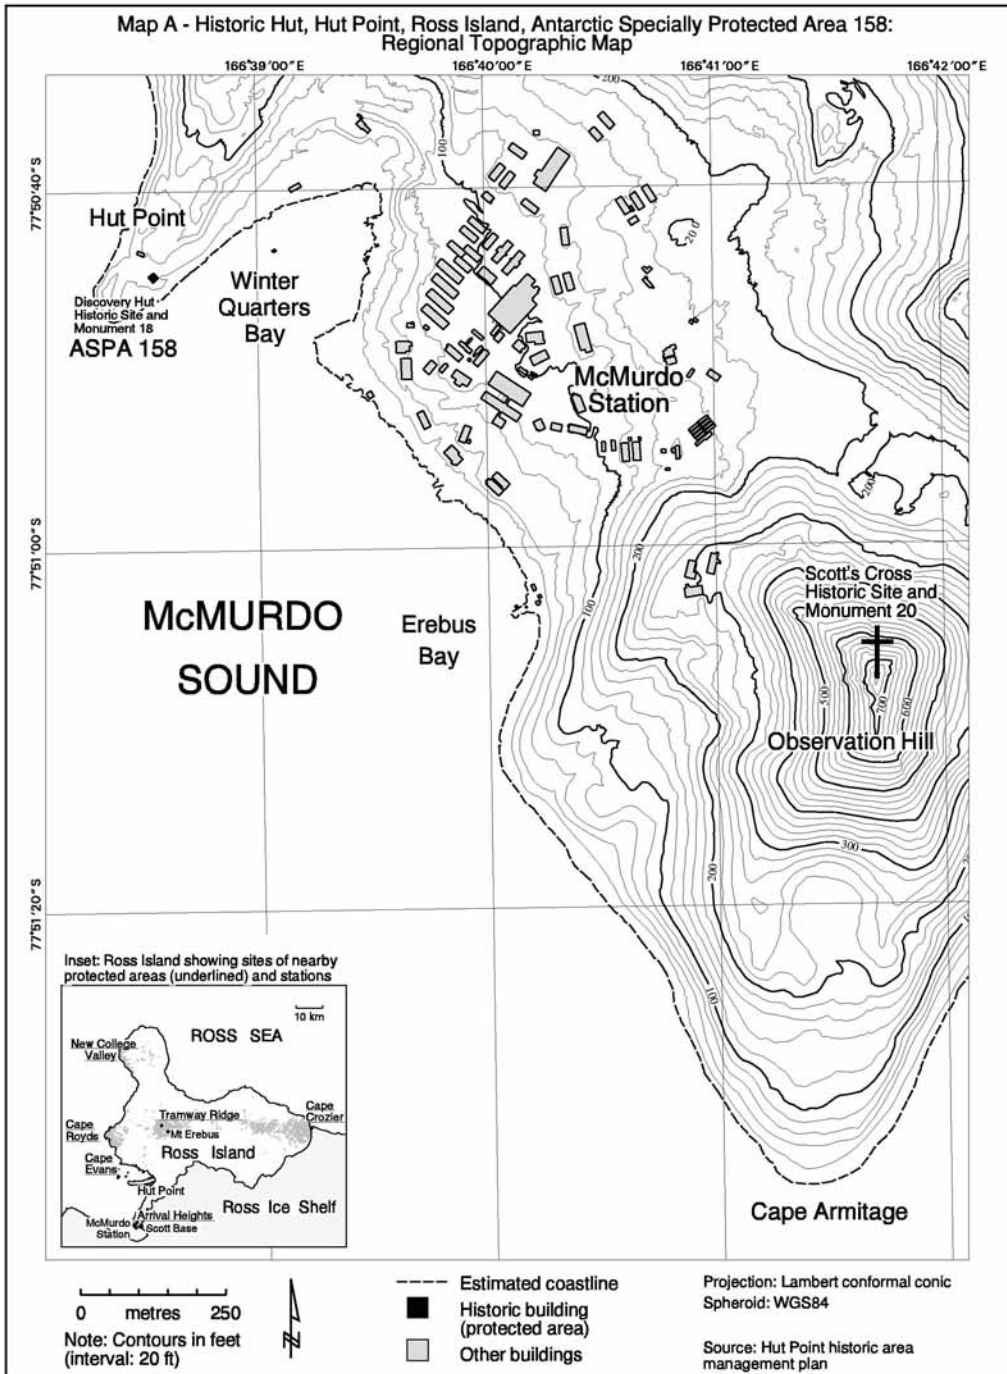 Map A - Historic Hut, Hut Point, Ross Island, Antarctic Specially Protected Area 158:
Regional Topographic Map
166°39'00"E
166°40'00"E
166°41'00"E
166°42'00"E
77°50'40"S
77°51'00"S
77°51'20"S
200
100
Hut Point
200
Winter
Quarters
Bay
Discovery Hut
Historic Site and
Monument 18
ASPA 158
McMurdo
Station
200
200
100
Scott's Cross
Historic Site and
Monument 20
McMURDO
SOUND
Erebus
Bay
500
700
600
Observation Hill
300
200
100
Cape Armitage
Inset: Ross Island showing sites of nearby
protected areas (underlined) and stations
10 km
ROSS SEA
New College
Valley
Cape
Crozier
Tramway Ridge
Cape
Royds
Mt Erebus
Ross Island
Cape
Evans
Hut Point
Ross Ice Shelf
Arrival Heights
McMurdo
Station
Scott Base
0 metres 250
Note: Contours in feet
(interval: 20 ft)
N
Estimated coastline
Historic building
(protected area)
Other buildings
Projection: Lambert conformal conic
Spheroid: WGS84
Source: Hut Point historic area
management plan